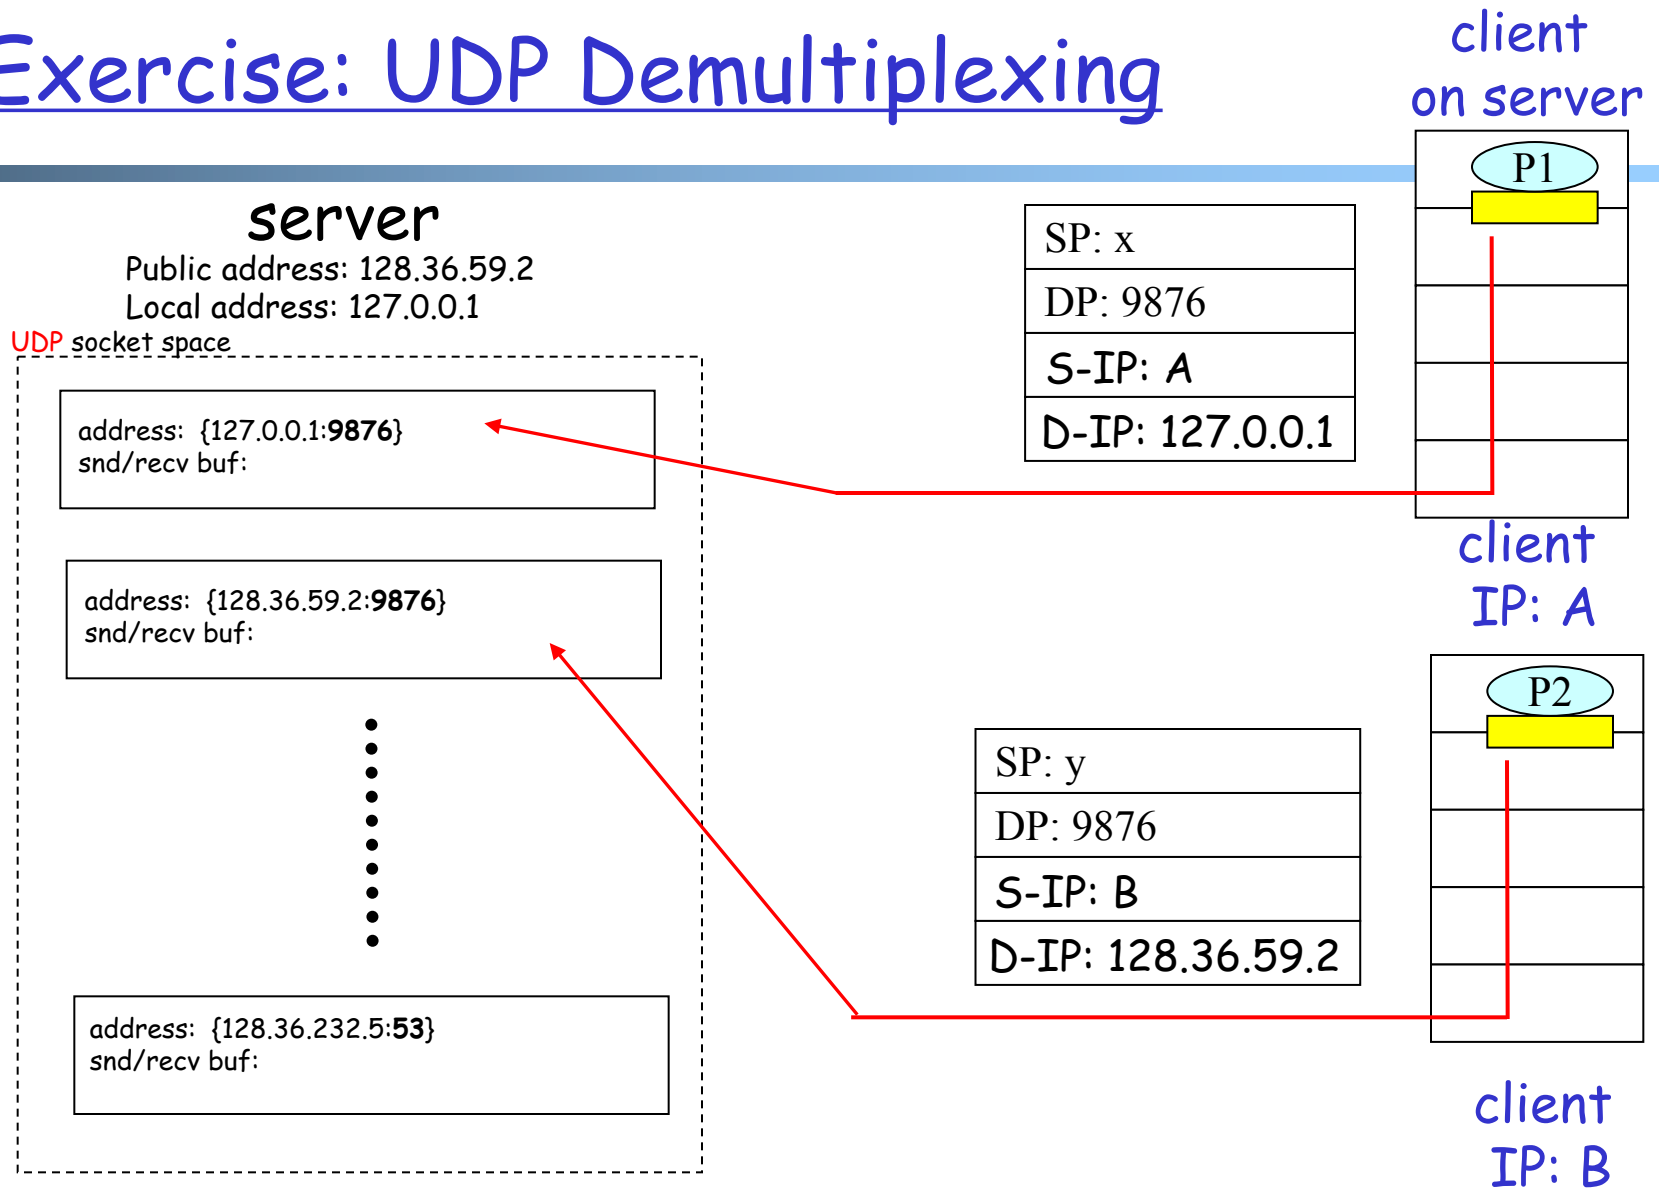 Exercise: UDP Demultiplexing
client
on server
P1
server
Public address: 128.36.59.2
Local address: 127.0.0.1
UDP socket space
address: {127.0.0.1:9876}
snd/recv buf:
address: {128.36.59.2:9876}
snd/recv buf:
address: {128.36.232.5:53}
snd/recv buf:
SP: x
DP: 9876
S-IP: A
D-IP: 127.0.0.1
client
IP: A
P2
SP: y
DP: 9876
S-IP: B
D-IP: 128.36.59.2
client
IP: B